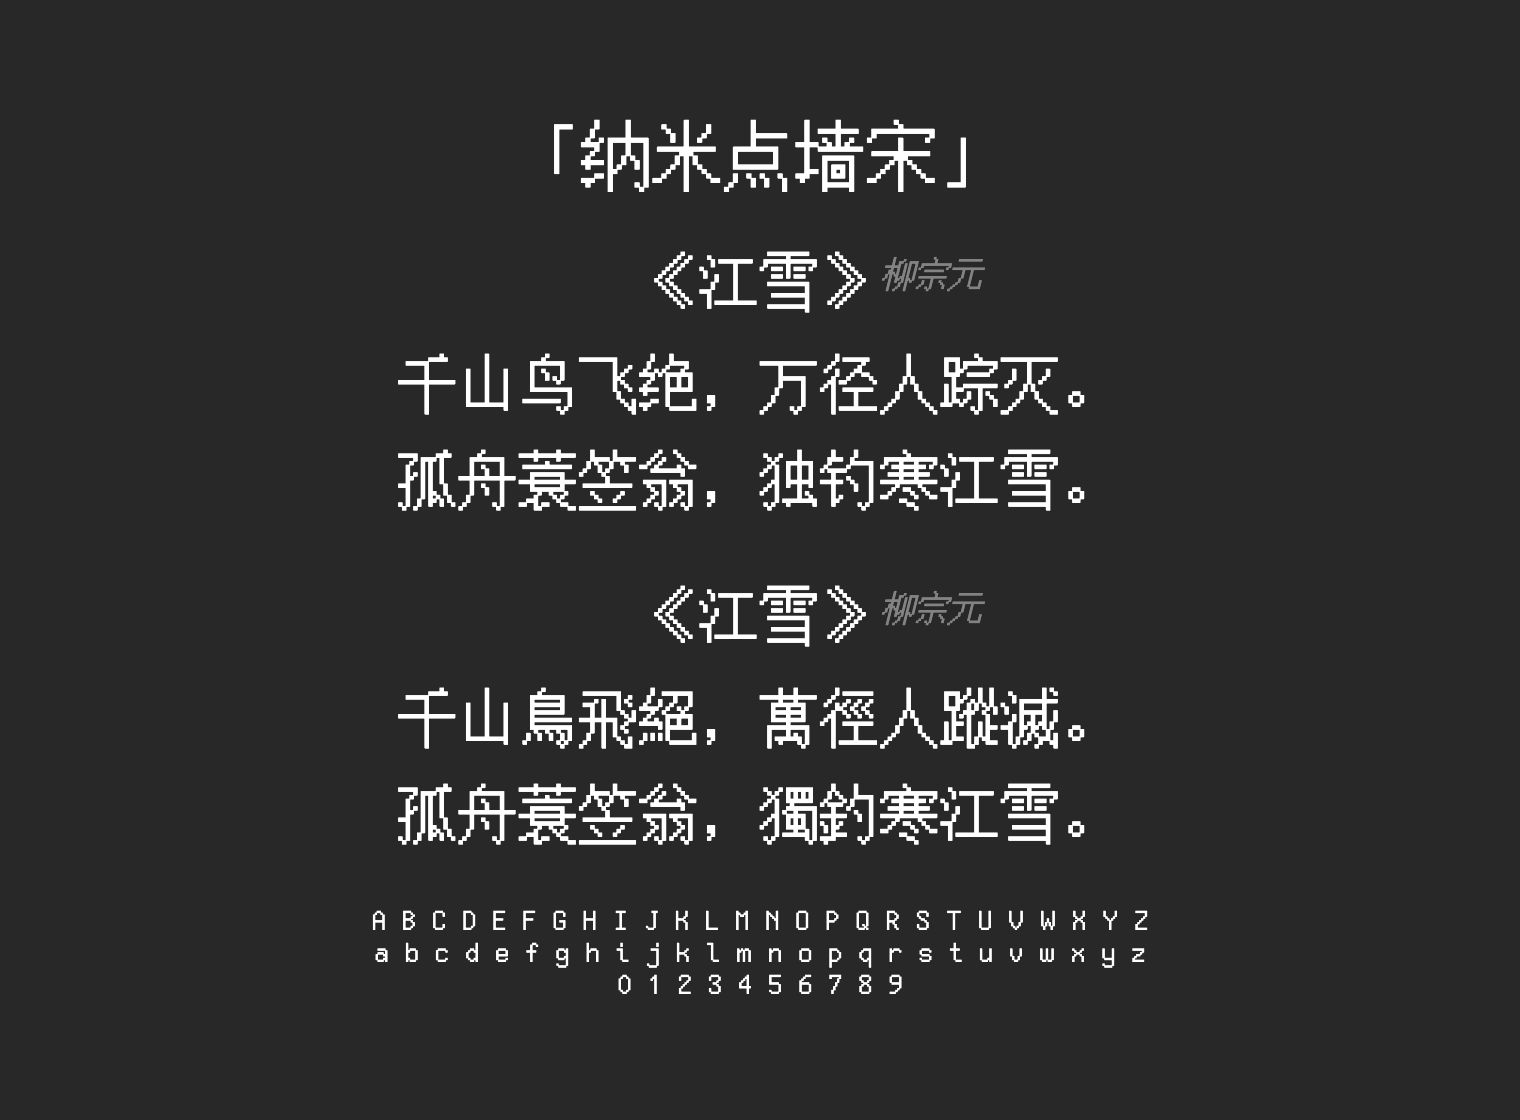 「纳米点墙宋」
《江雪》柳宗元
千山鸟飞绝，万径人踪灭。
孤舟蓑笠翁，独钓寒江雪。
《江雪》柳宗元
千山鳥飛絕，萬徑人蹤滅。
孤舟蓑笠翁，獨釣寒江雪。
A B C D E F G H I J K L M N O P Q R S T U V W X Y Z
a b c d e f g h i j k l m n o p q r s t u v w x y z
0 1 2 3 4 5 6 7 8 9